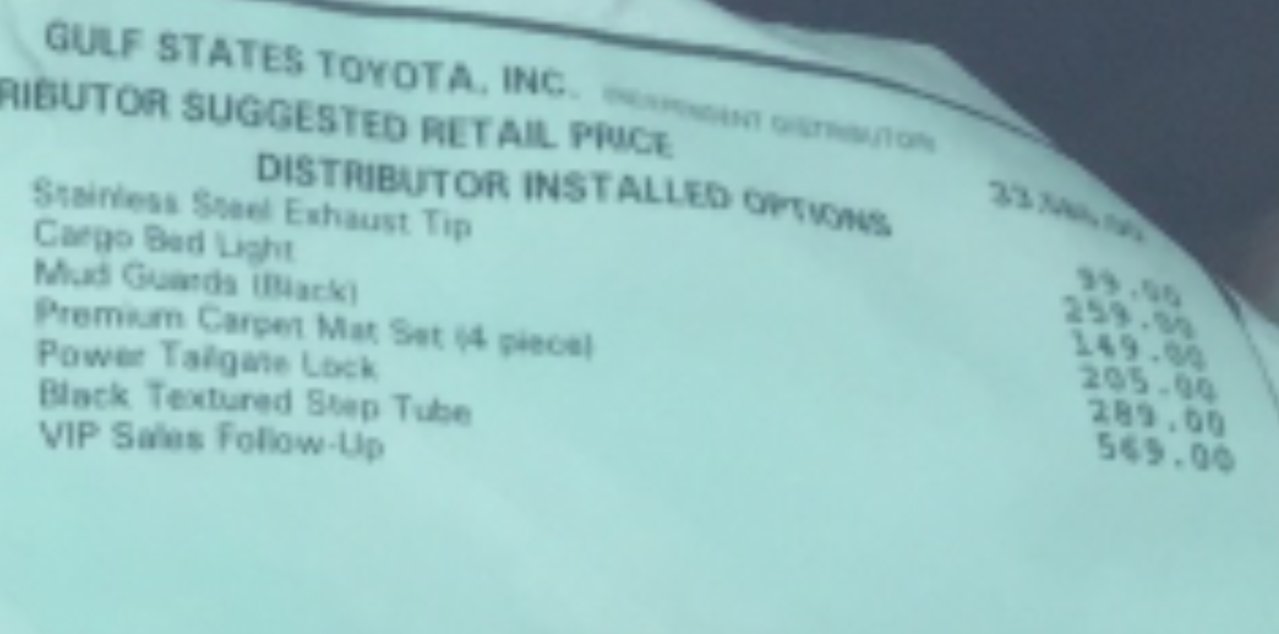 GULF STATES TOYOTA, INC. INDEPENDENT DISTRIBUTOR
RIBUTOR SUGGESTED RETAIL PRICE
DISTRIBUTOR INSTALLED OPTIONS
Stainless Steel Exhaust Tip 99.00
Cargo Bed Light 259.00
Mud Guards (Black) 149.00
Premium Carpet Mat Set (4 piece) 205.00
Power Tailgate Lock 289.00
Black Textured Step Tube 569.00
VIP Sales Follow-Up